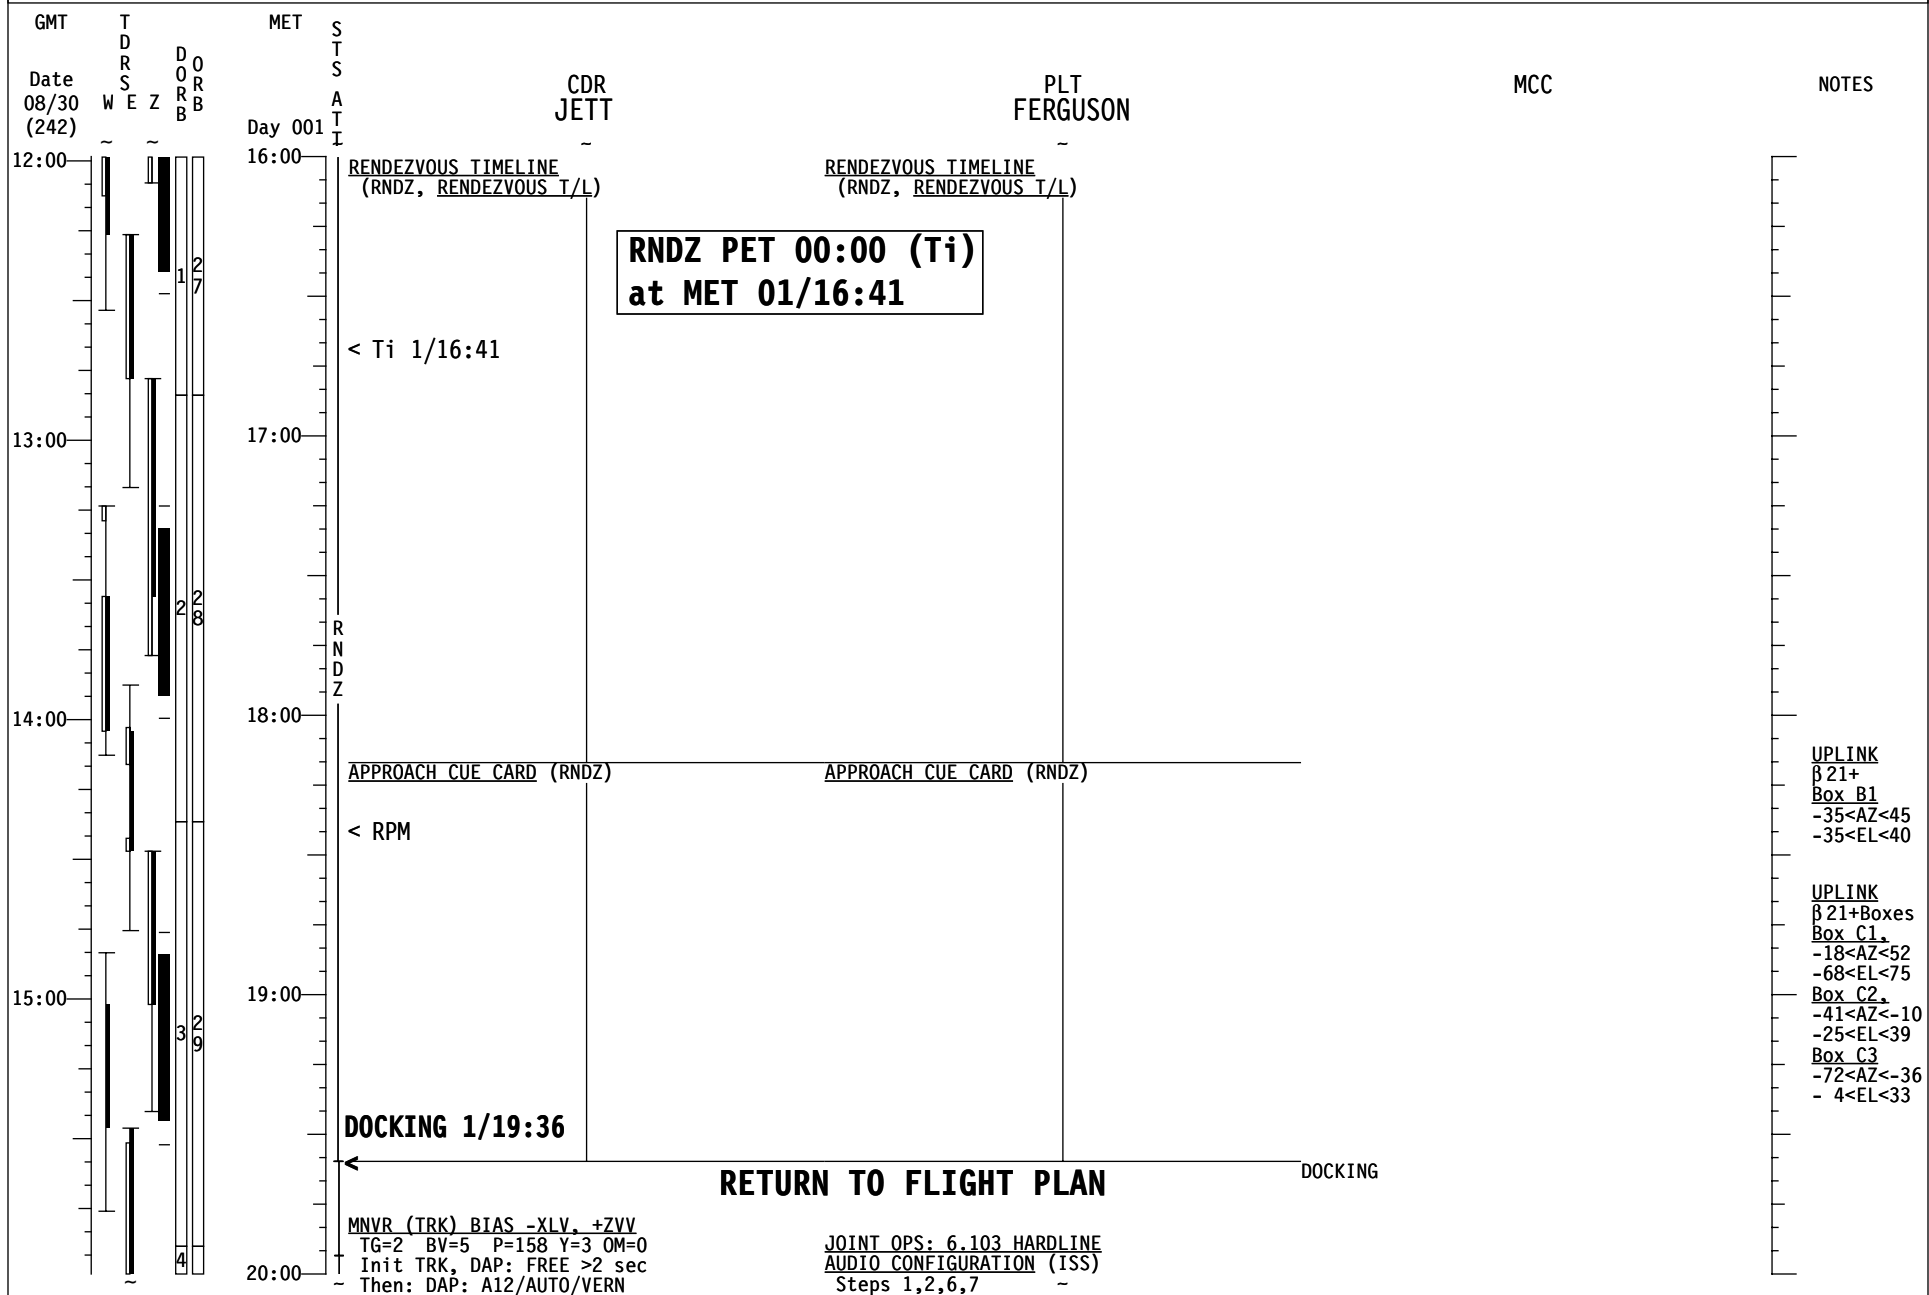 GMT
TDRS
MET
STS ATT
DORB
ORB
Date
08/30
(242)
W E Z
Day 001
CDR
JETT
PLT
FERGUSON
MCC
NOTES
~ ~ ~ ~
12:00
16:00
RENDEZVOUS TIMELINE
(RNDZ, RENDEZVOUS T/L)
RENDEZVOUS TIMELINE
(RNDZ, RENDEZVOUS T/L)
RNDZ PET 00:00 (Ti)
at MET 01/16:41
1
27
< Ti 1/16:41
13:00
17:00
2
28
RNDZ
14:00
18:00
APPROACH CUE CARD (RNDZ)
APPROACH CUE CARD (RNDZ)
< RPM
UPLINK
β21+
Box B1
-35<AZ<45
-35<EL<40
UPLINK
β21+Boxes
Box C1,
-18<AZ<52
-68<EL<75
Box C2,
-41<AZ<-10
-25<EL<39
Box C3
-72<AZ<-36
- 4<EL<33
15:00
19:00
3
29
DOCKING 1/19:36
<
DOCKING
RETURN TO FLIGHT PLAN
MNVR (TRK) BIAS -XLV, +ZVV
TG=2 BV=5 P=158 Y=3 OM=0
Init TRK, DAP: FREE >2 sec
Then: DAP: A12/AUTO/VERN
JOINT OPS: 6.103 HARDLINE
AUDIO CONFIGURATION (ISS)
Steps 1,2,6,7
4
20:00
~ ~ ~